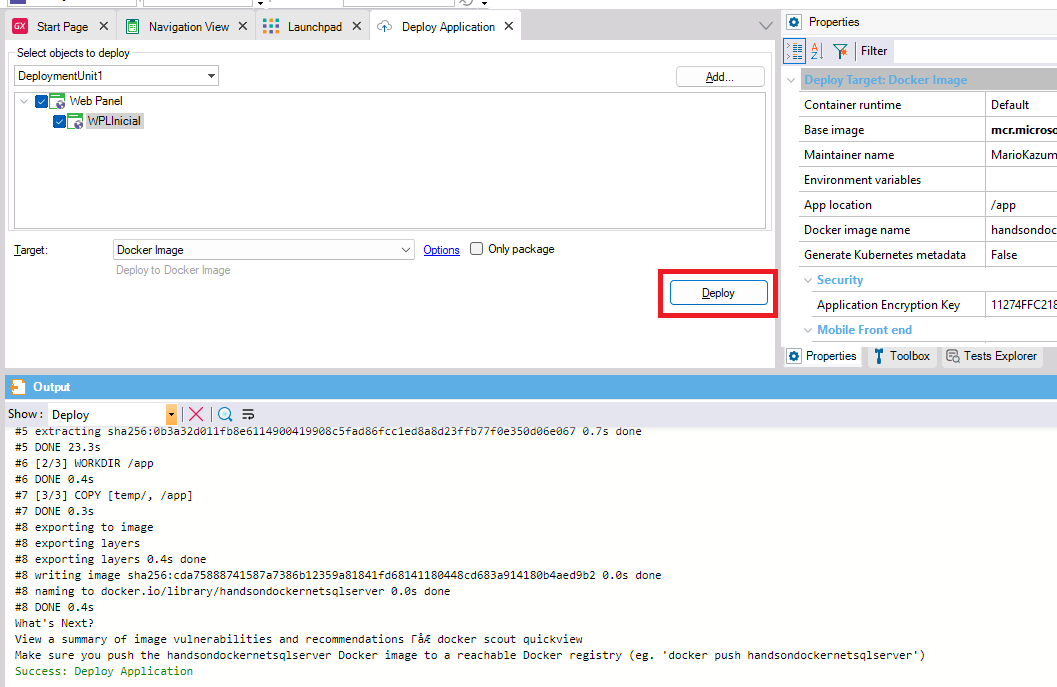 GX Start Page
Navigation View
Launchpad
Deploy Application
Select objects to deploy
DeploymentUnit1
Add...
Web Panel
WPLInicial
Target:
Docker Image
Options
Only package
Deploy to Docker Image
Deploy
Properties
Filter
Deploy Target: Docker Image
Container runtime Default
Base image mcr.microso
Maintainer name MarioKazum
Environment variables
App location /app
Docker image name handsondoc
Generate Kubernetes metadata False
Security
Application Encryption Key 11274FFC218
Mobile Front end
Properties Toolbox Tests Explorer
Output
Show: Deploy
#5 extracting sha256:0b3a32d011fb8e6114900419908c5fad86fcc1ed8a8d23ffb77f0e350d06e067 0.7s done
#5 DONE 23.3s
#6 [2/3] WORKDIR /app
#6 DONE 0.4s
#7 [3/3] COPY [temp/, /app]
#7 DONE 0.3s
#8 exporting to image
#8 exporting layers
#8 exporting layers 0.4s done
#8 writing image sha256:cda75888741587a7386b12359a81841fd68141180448cd683a914180b4aed9b2 0.0s done
#8 naming to docker.io/library/handsondockernetsqlserver 0.0s done
#8 DONE 0.4s
What's Next?
View a summary of image vulnerabilities and recommendations ΓåÆ docker scout quickview
Make sure you push the handsondockernetsqlserver Docker image to a reachable Docker registry (eg. 'docker push handsondockernetsqlserver')
Success: Deploy Application